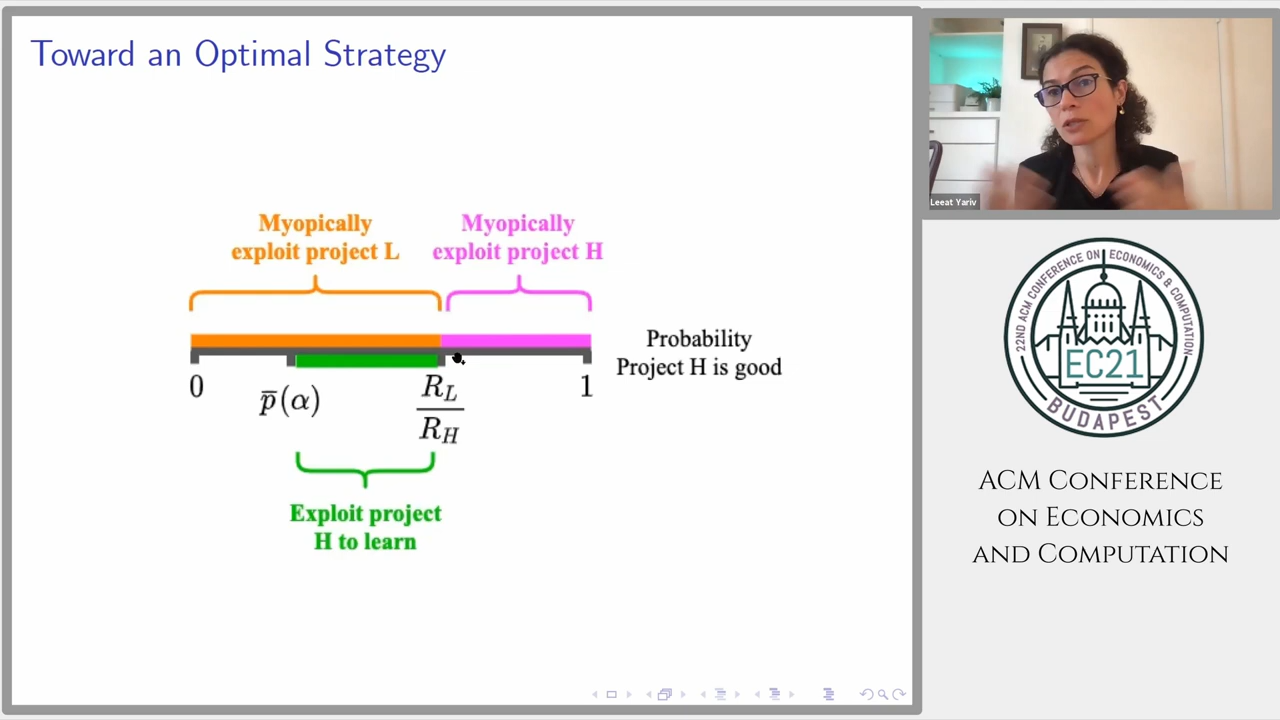 Toward an Optimal Strategy
Myopically
exploit project L
Myopically
exploit project H
Probability
Project H is good
0
p̅(α)
R_L
R_H
1
Exploit project
H to learn
Leeat Yariv
22ND ACM CONFERENCE ON ECONOMICS & COMPUTATION
EC21
BUDAPEST
ACM Conference
on Economics
and Computation